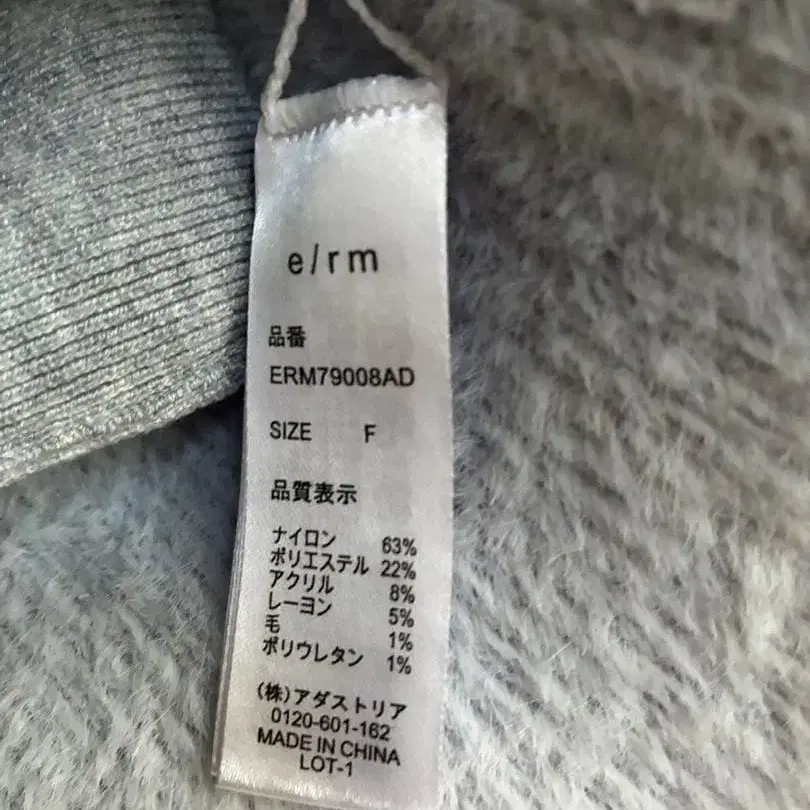 e/rm
品番
ERM79008AD
SIZE F
品質表示
ナイロン 63%
ポリエステル 22%
アクリル 8%
レーヨン 5%
毛 1%
ポリウレタン 1%
(株)アダストリア
0120-601-162
MADE IN CHINA
LOT-1